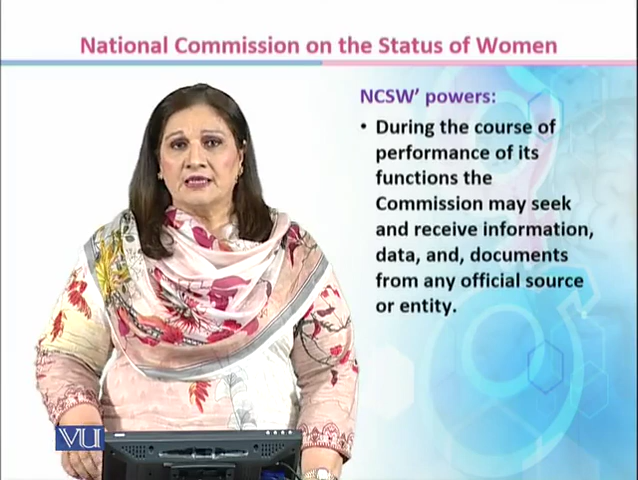 National Commission on the Status of Women
NCSW' powers:
• During the course of
performance of its
functions the
Commission may seek
and receive information,
data, and, documents
from any official source
or entity.
VU